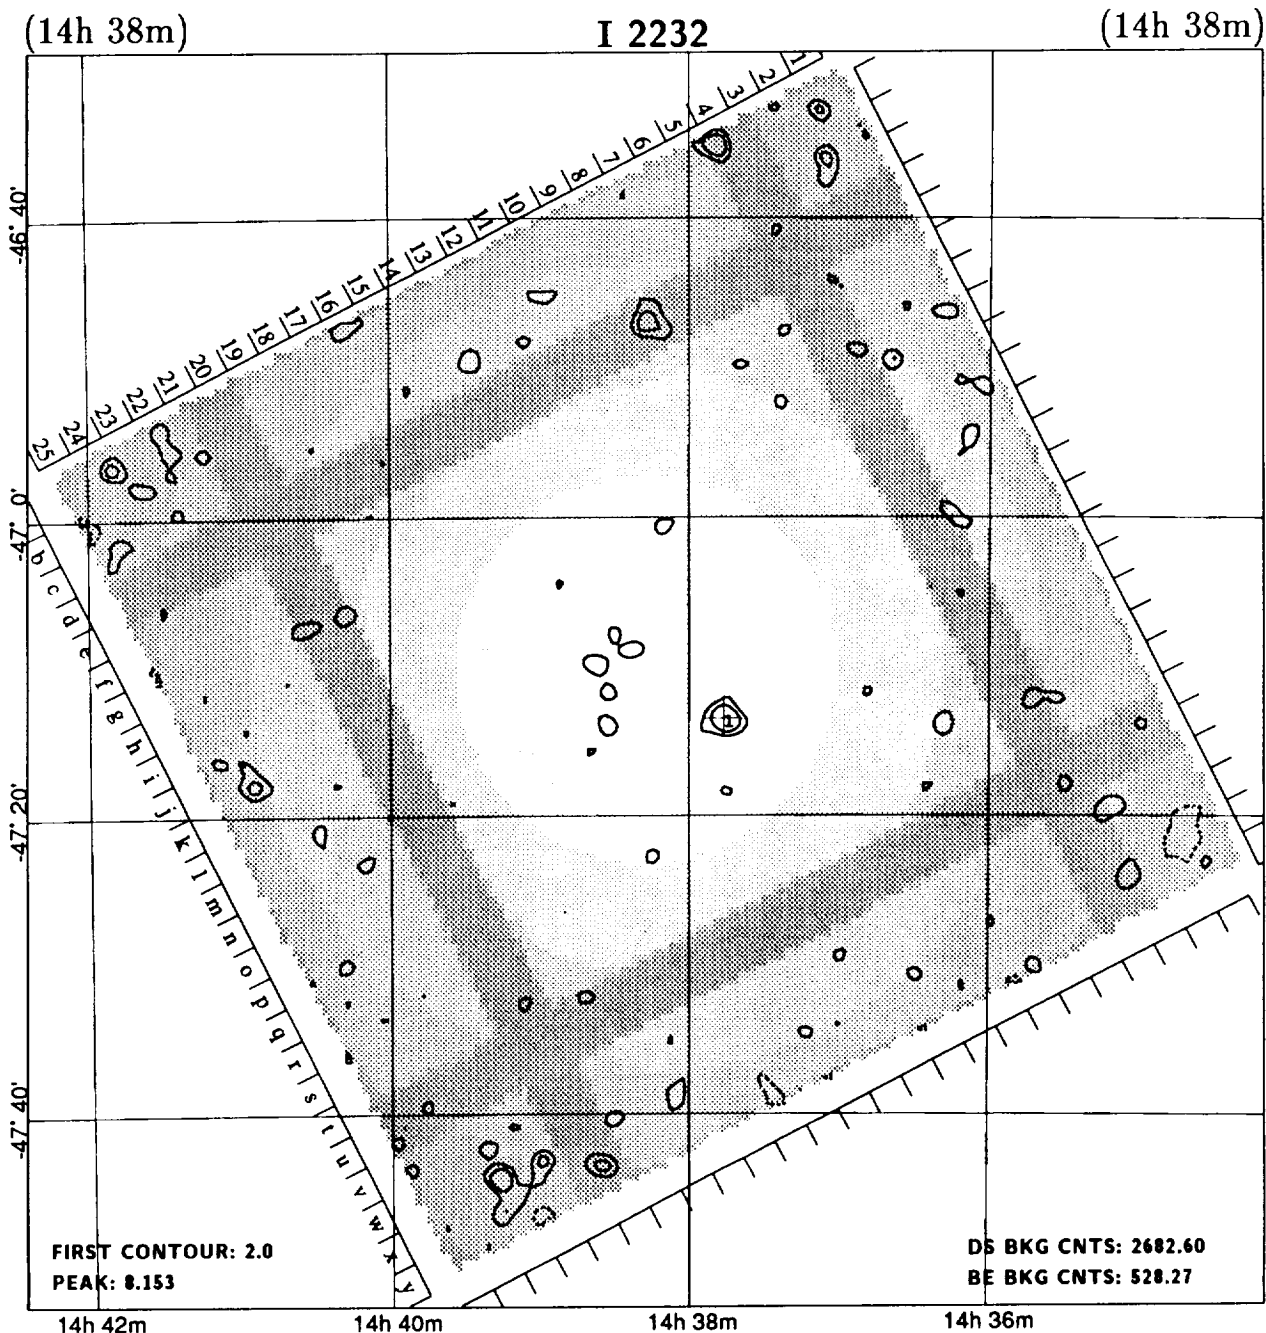 (14h 38m) I 2232 (14h 38m)
1 2 3 4 5 6 7 8 9 10 11 12 13 14 15 16 17 18 19 20 21 22 23 24 25
-46° 40'
-47° 0'
-47° 20'
-47° 40'
b c d e f g h i j k l m n o p q r s t u v w x y
1
FIRST CONTOUR: 2.0
PEAK: 8.153
DS BKG CNTS: 2682.60
BE BKG CNTS: 528.27
14h 42m 14h 40m 14h 38m 14h 36m